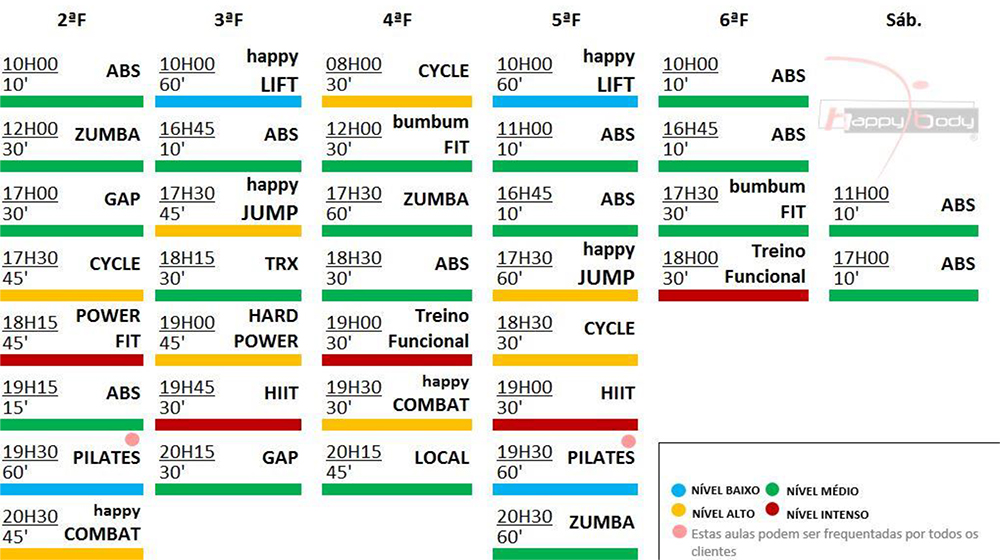 2ªF 3ªF 4ªF 5ªF 6ªF Sáb.
10H00 10' ABS
12H00 30' ZUMBA
17H00 30' GAP
17H30 45' CYCLE
18H15 45' POWER FIT
19H15 15' ABS
19H30 60' PILATES
20H30 45' happy COMBAT
10H00 60' happy LIFT
16H45 10' ABS
17H30 45' happy JUMP
18H15 30' TRX
19H00 45' HARD POWER
19H45 30' HIIT
20H15 30' GAP
08H00 30' CYCLE
12H00 30' bumbum FIT
17H30 60' ZUMBA
18H30 30' ABS
19H00 30' Treino Funcional
19H30 30' happy COMBAT
20H15 45' LOCAL
10H00 60' happy LIFT
11H00 10' ABS
16H45 10' ABS
17H30 60' happy JUMP
18H30 30' CYCLE
19H00 30' HIIT
19H30 60' PILATES
20H30 60' ZUMBA
10H00 10' ABS
16H45 10' ABS
17H30 30' bumbum FIT
18H00 30' Treino Funcional
happy body ®
11H00 10' ABS
17H00 10' ABS
NÍVEL BAIXO NÍVEL MÉDIO
NÍVEL ALTO NÍVEL INTENSO
Estas aulas podem ser frequentadas por todos os
clientes